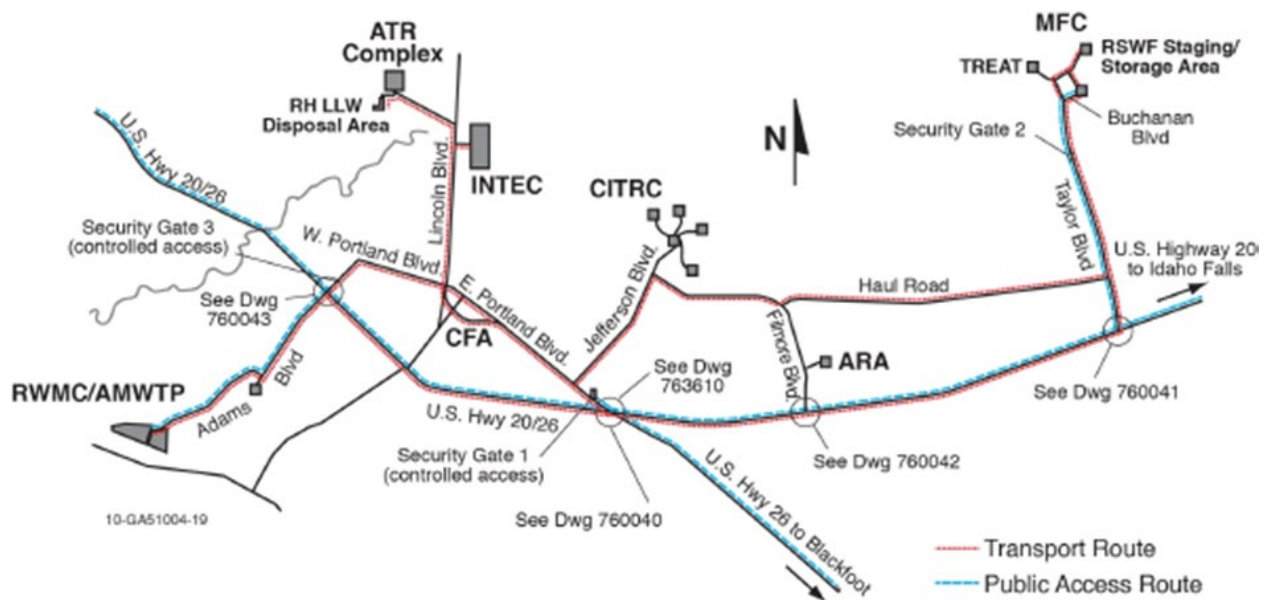 ATR
Complex
MFC
RSWF Staging/
Storage Area
TREAT
RH LLW
Disposal Area
Buchanan
Blvd
Security Gate 2
U.S. Hwy 20/26
N
Lincoln Blvd.
INTEC
CITRC
Taylor Blvd
Security Gate 3
(controlled access)
W. Portland Blvd.
U.S. Highway 20
to Idaho Falls
Jefferson Blvd.
Haul Road
See Dwg
760043
E. Portland Blvd.
CFA
Filmore Blvd.
ARA
See Dwg
763610
See Dwg 760041
RWMC/AMWTP
Adams
Blvd
U.S. Hwy 20/26
Security Gate 1
(controlled access)
See Dwg 760042
U.S. Hwy 26 to Blackfoot
10-GA51004-19
See Dwg 760040
Transport Route
Public Access Route